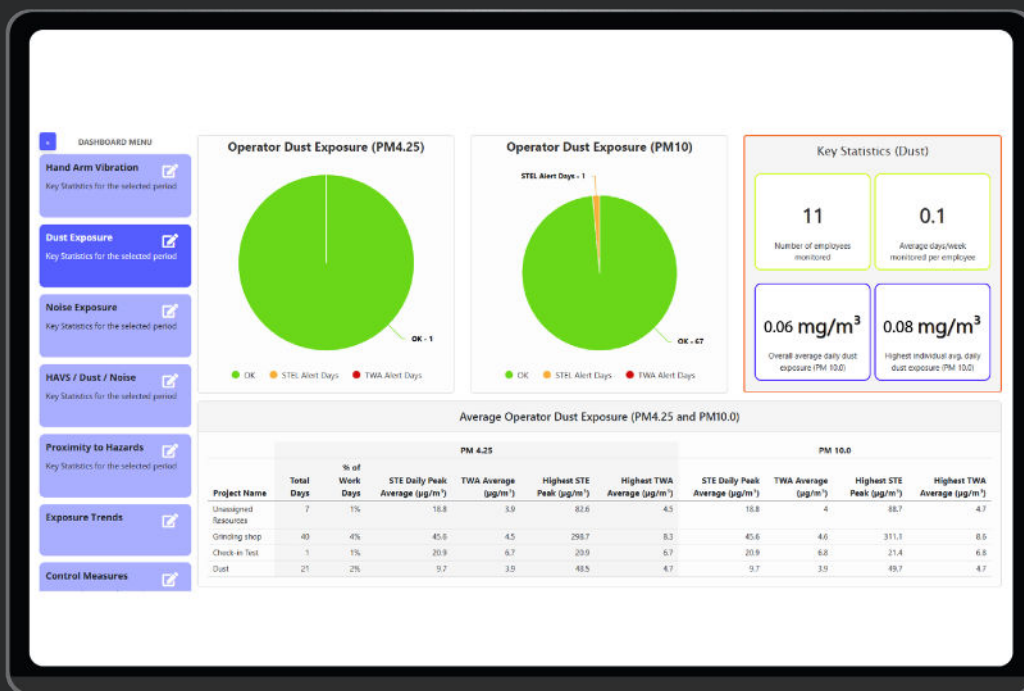 DASHBOARD MENU
Hand Arm Vibration
Key Statistics for the selected period
Dust Exposure
Key Statistics for the selected period
Noise Exposure
Key Statistics for the selected period
HAVS / Dust / Noise
Key Statistics for the selected period
Proximity to Hazards
Key Statistics for the selected period
Exposure Trends
Control Measures
Operator Dust Exposure (PM4.25)
OK - 1
OK STEL Alert Days TWA Alert Days
Operator Dust Exposure (PM10)
STEL Alert Days - 1
OK - 67
OK STEL Alert Days TWA Alert Days
Key Statistics (Dust)
11
Number of employees
monitored
0.1
Average days/week
monitored per employee
0.06 mg/m³
Overall average daily dust
exposure (PM 10.0)
0.08 mg/m³
Highest individual avg. daily
dust exposure (PM 10.0)
Average Operator Dust Exposure (PM4.25 and PM10.0)
PM 4.25 PM 10.0
Project Name Total Days % of Work Days STE Daily Peak Average (µg/m³) TWA Average (µg/m³) Highest STE Peak (µg/m³) Highest TWA Average (µg/m³) STE Daily Peak Average (µg/m³) TWA Average (µg/m³) Highest STE Peak (µg/m³) Highest TWA Average (µg/m³)
Unassigned Resources 7 1% 18.8 3.9 82.6 4.5 18.8 4 88.7 4.7
Grinding shop 40 4% 45.6 4.5 298.7 8.3 45.6 4.6 311.1 8.6
Check-in Test 1 1% 20.9 6.7 20.9 6.7 20.9 6.8 21.4 6.8
Dust 21 2% 9.7 3.9 48.5 4.7 9.7 3.9 49.7 4.7